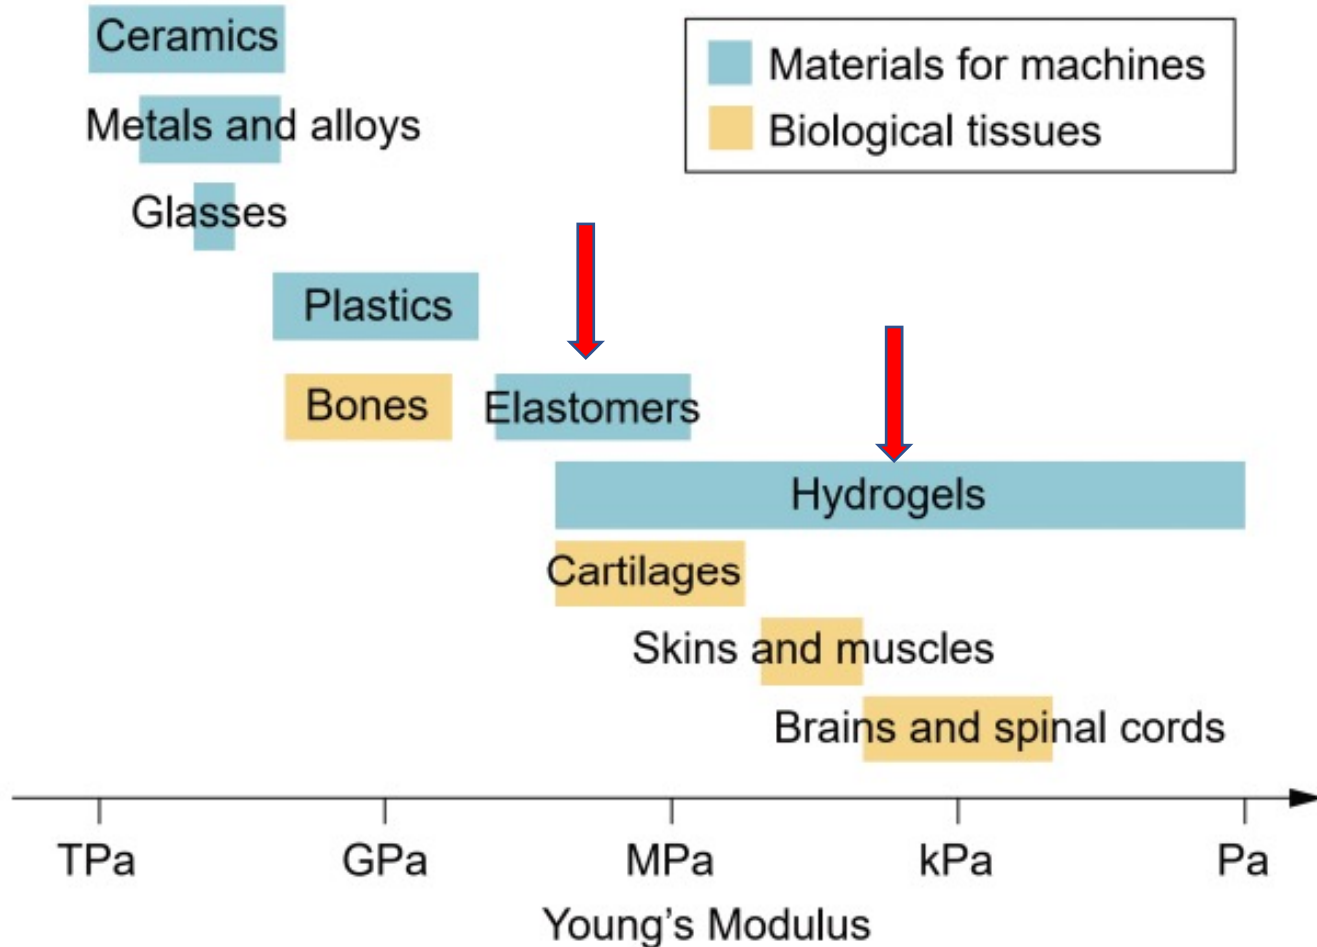 Ceramics
Materials for machines
Metals and alloys
Biological tissues
Glasses
Plastics
Bones
Elastomers
Hydrogels
Cartilages
Skins and muscles
Brains and spinal cords
TPa GPa MPa kPa Pa
Young’s Modulus